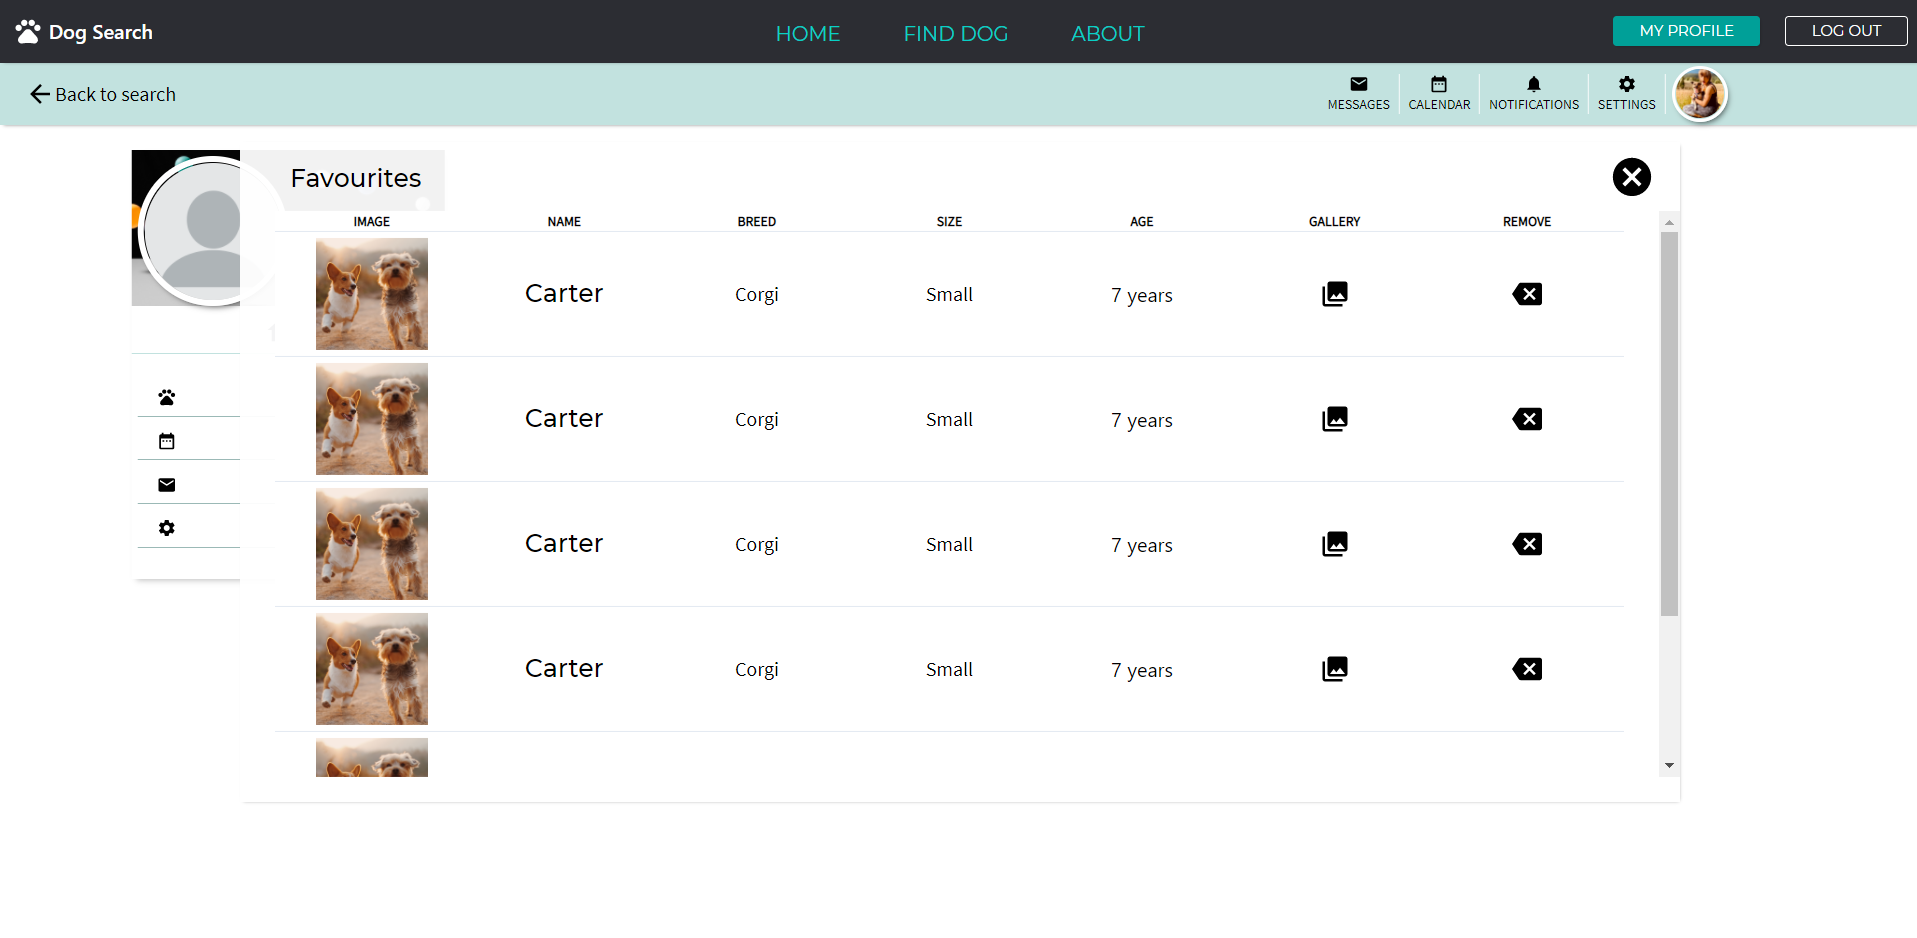 Dog Search
HOME
FIND DOG
ABOUT
MY PROFILE
LOG OUT
Back to search
MESSAGES
CALENDAR
NOTIFICATIONS
SETTINGS
Favourites
IMAGE NAME BREED SIZE AGE GALLERY REMOVE
Carter Corgi Small 7 years
Carter Corgi Small 7 years
Carter Corgi Small 7 years
Carter Corgi Small 7 years